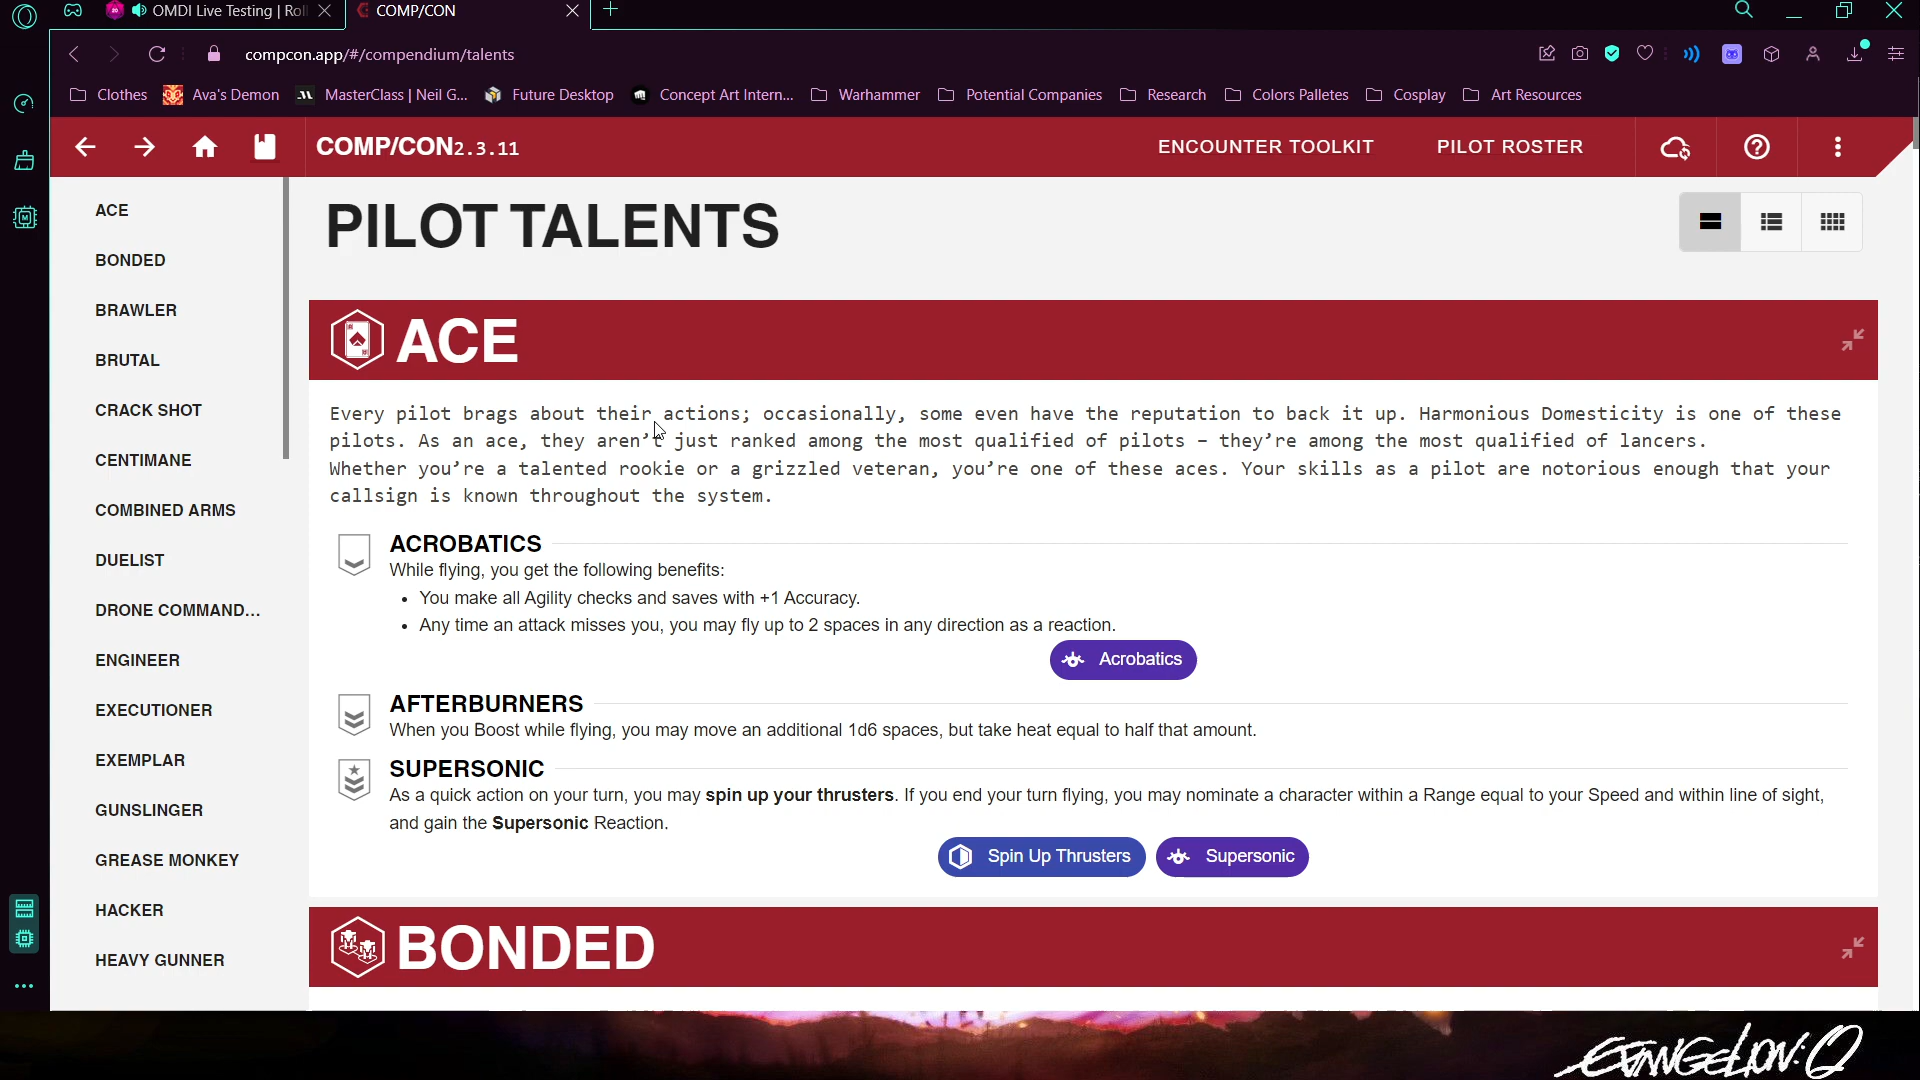 OMDI Live Testing | Rol
COMP/CON
compcon.app/#/compendium/talents
Clothes
Ava's Demon
MasterClass | Neil G...
Future Desktop
Concept Art Intern...
Warhammer
Potential Companies
Research
Colors Palletes
Cosplay
Art Resources
COMP/CON 2.3.11
ENCOUNTER TOOLKIT
PILOT ROSTER
ACE
BONDED
BRAWLER
BRUTAL
CRACK SHOT
CENTIMANE
COMBINED ARMS
DUELIST
DRONE COMMAND...
ENGINEER
EXECUTIONER
EXEMPLAR
GUNSLINGER
GREASE MONKEY
HACKER
HEAVY GUNNER
PILOT TALENTS
ACE
Every pilot brags about their actions; occasionally, some even have the reputation to back it up. Harmonious Domesticity is one of these
pilots. As an ace, they aren’t just ranked among the most qualified of pilots – they’re among the most qualified of lancers.
Whether you’re a talented rookie or a grizzled veteran, you’re one of these aces. Your skills as a pilot are notorious enough that your
callsign is known throughout the system.
ACROBATICS
While flying, you get the following benefits:
• You make all Agility checks and saves with +1 Accuracy.
• Any time an attack misses you, you may fly up to 2 spaces in any direction as a reaction.
Acrobatics
AFTERBURNERS
When you Boost while flying, you may move an additional 1d6 spaces, but take heat equal to half that amount.
SUPERSONIC
As a quick action on your turn, you may spin up your thrusters. If you end your turn flying, you may nominate a character within a Range equal to your Speed and within line of sight,
and gain the Supersonic Reaction.
Spin Up Thrusters
Supersonic
BONDED
EVANGELION:Q